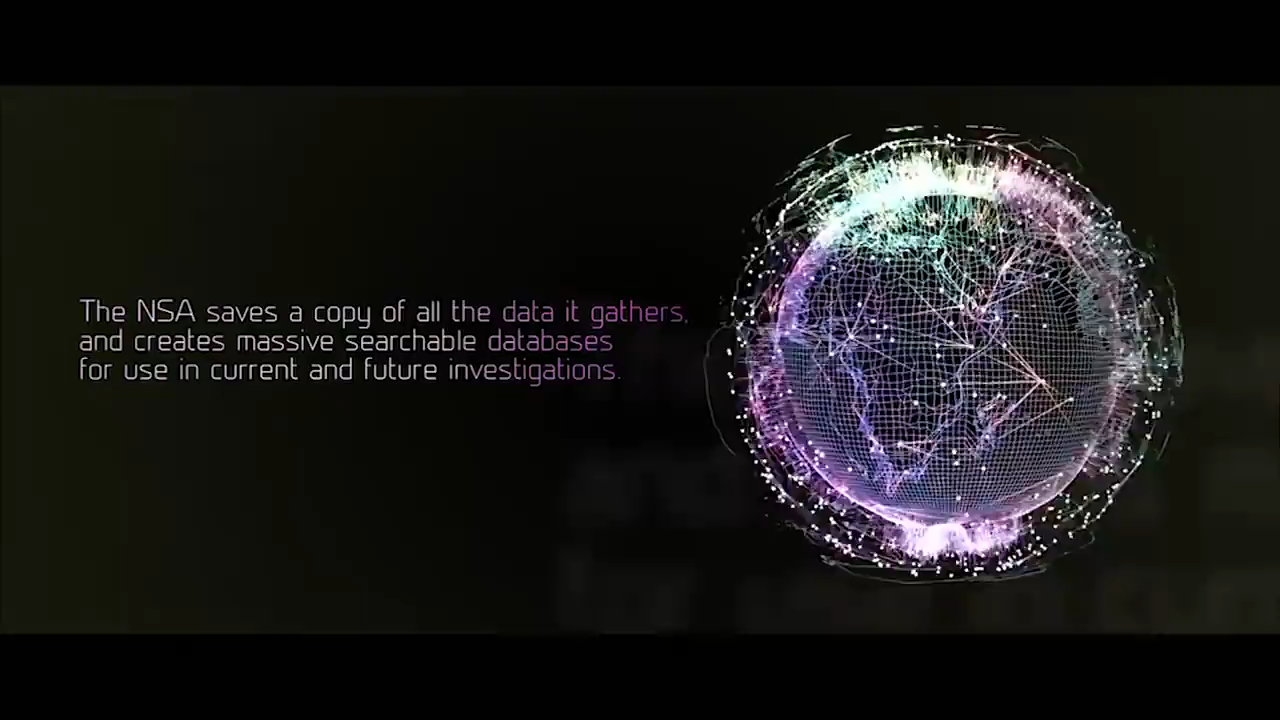 The NSA saves a copy of all the data it gathers,
and creates massive searchable databases
for use in current and future investigations.